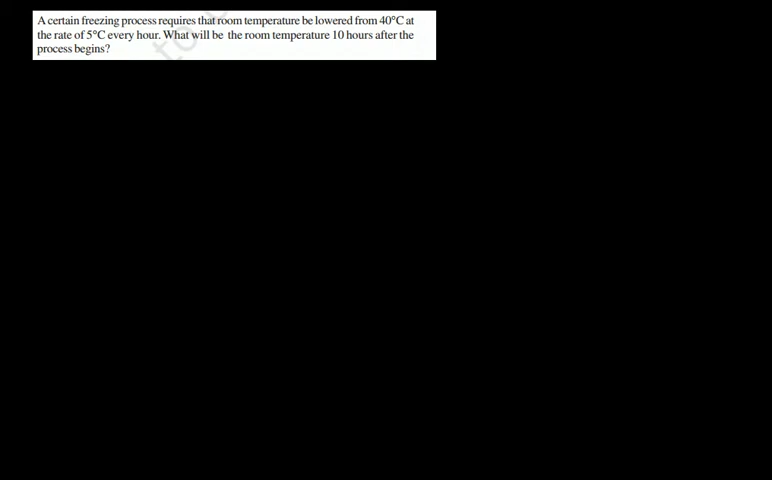 A certain freezing process requires that room temperature be lowered from 40°C at
the rate of 5°C every hour. What will be the room temperature 10 hours after the
process begins?